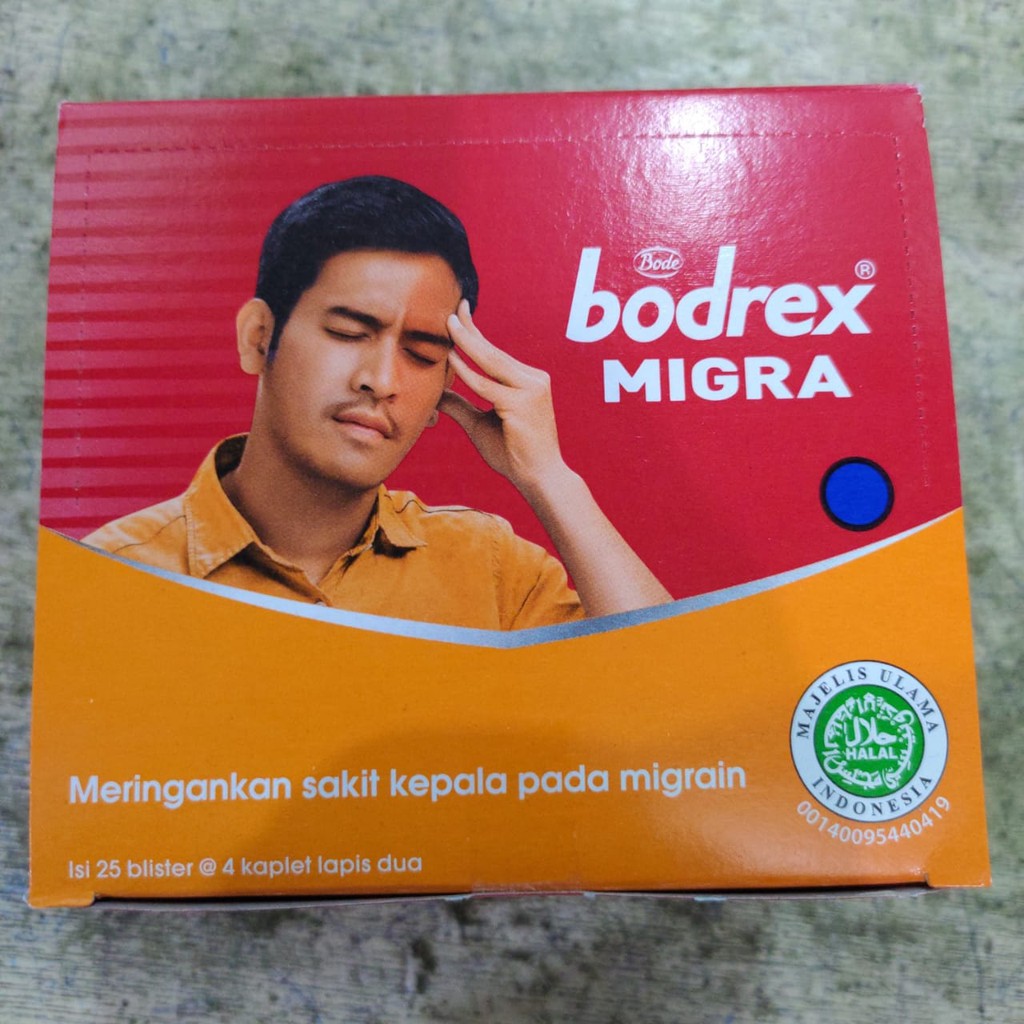 Bode
bodrex®
MIGRA
MAJELIS ULAMA
حلال
HALAL
INDONESIA
00140095440419
Meringankan sakit kepala pada migrain
Isi 25 blister @ 4 kaplet lapis dua